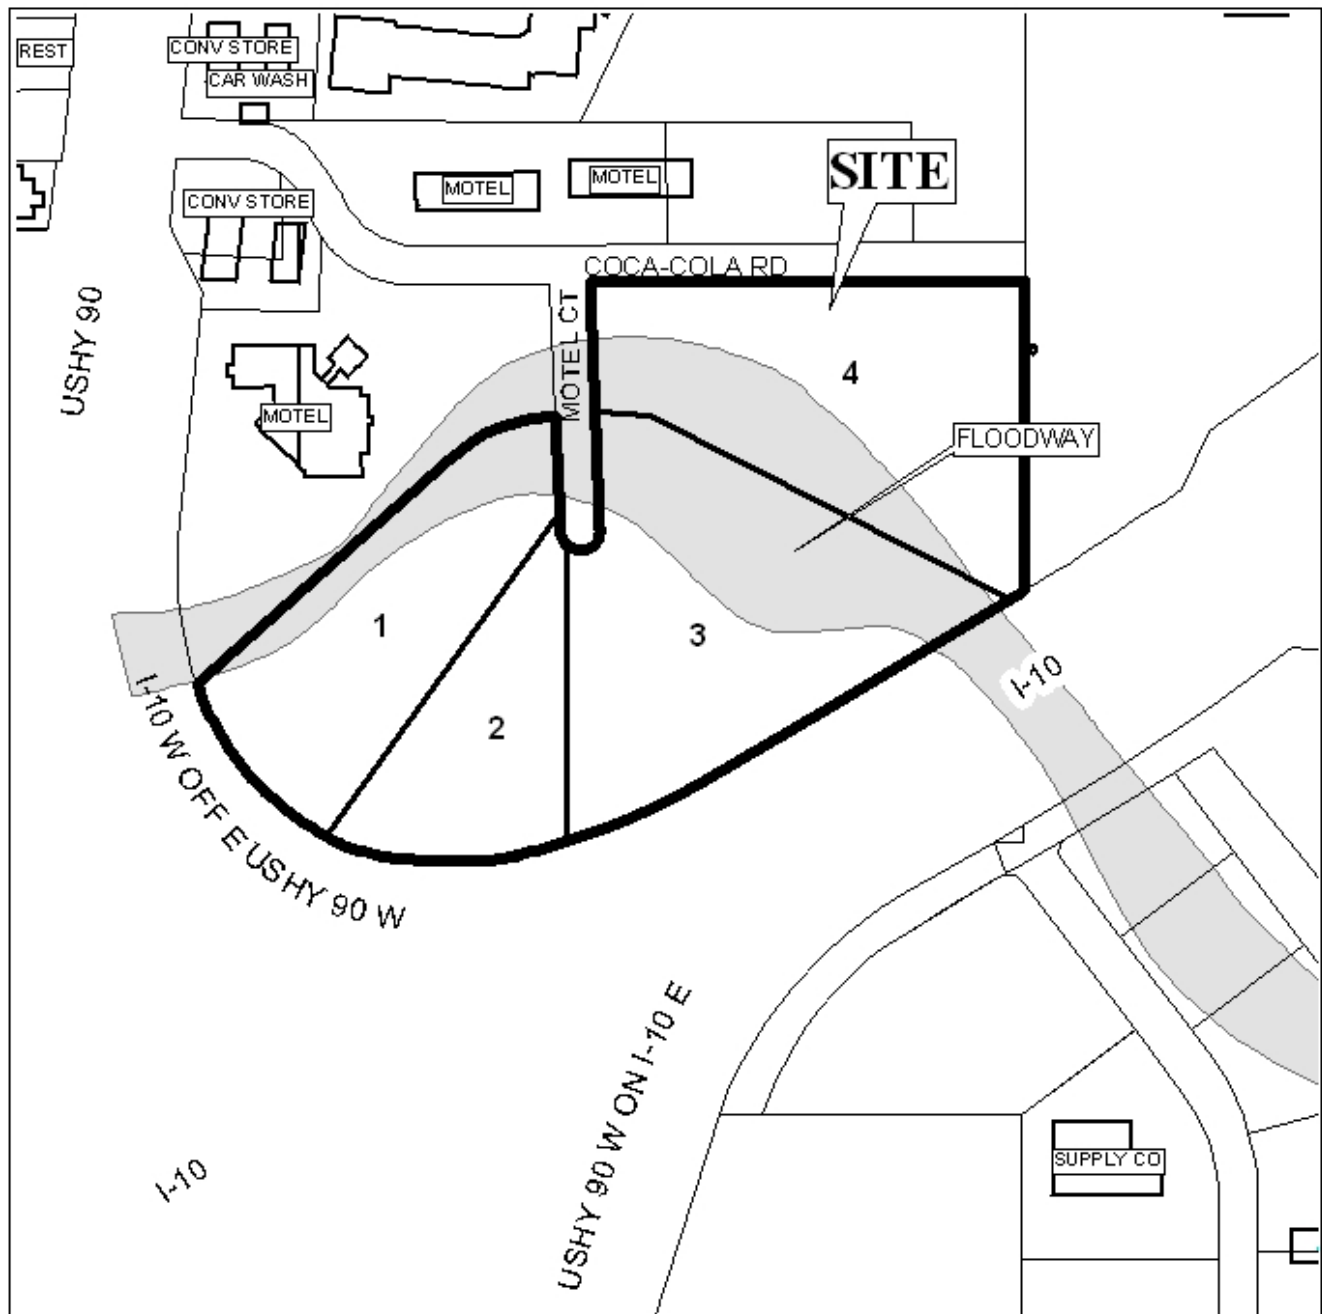 REST
CONV STORE
CAR WASH
SITE
MOTEL
MOTEL
CONV STORE
COCA-COLA RD
USHY 90
MOTEL CT
4
MOTEL
FLOODWAY
1
3
I-10
2
I-10 W OFF E USHY 90 W
USHY 90 W ON I-10 E
SUPPLY CO
I-10